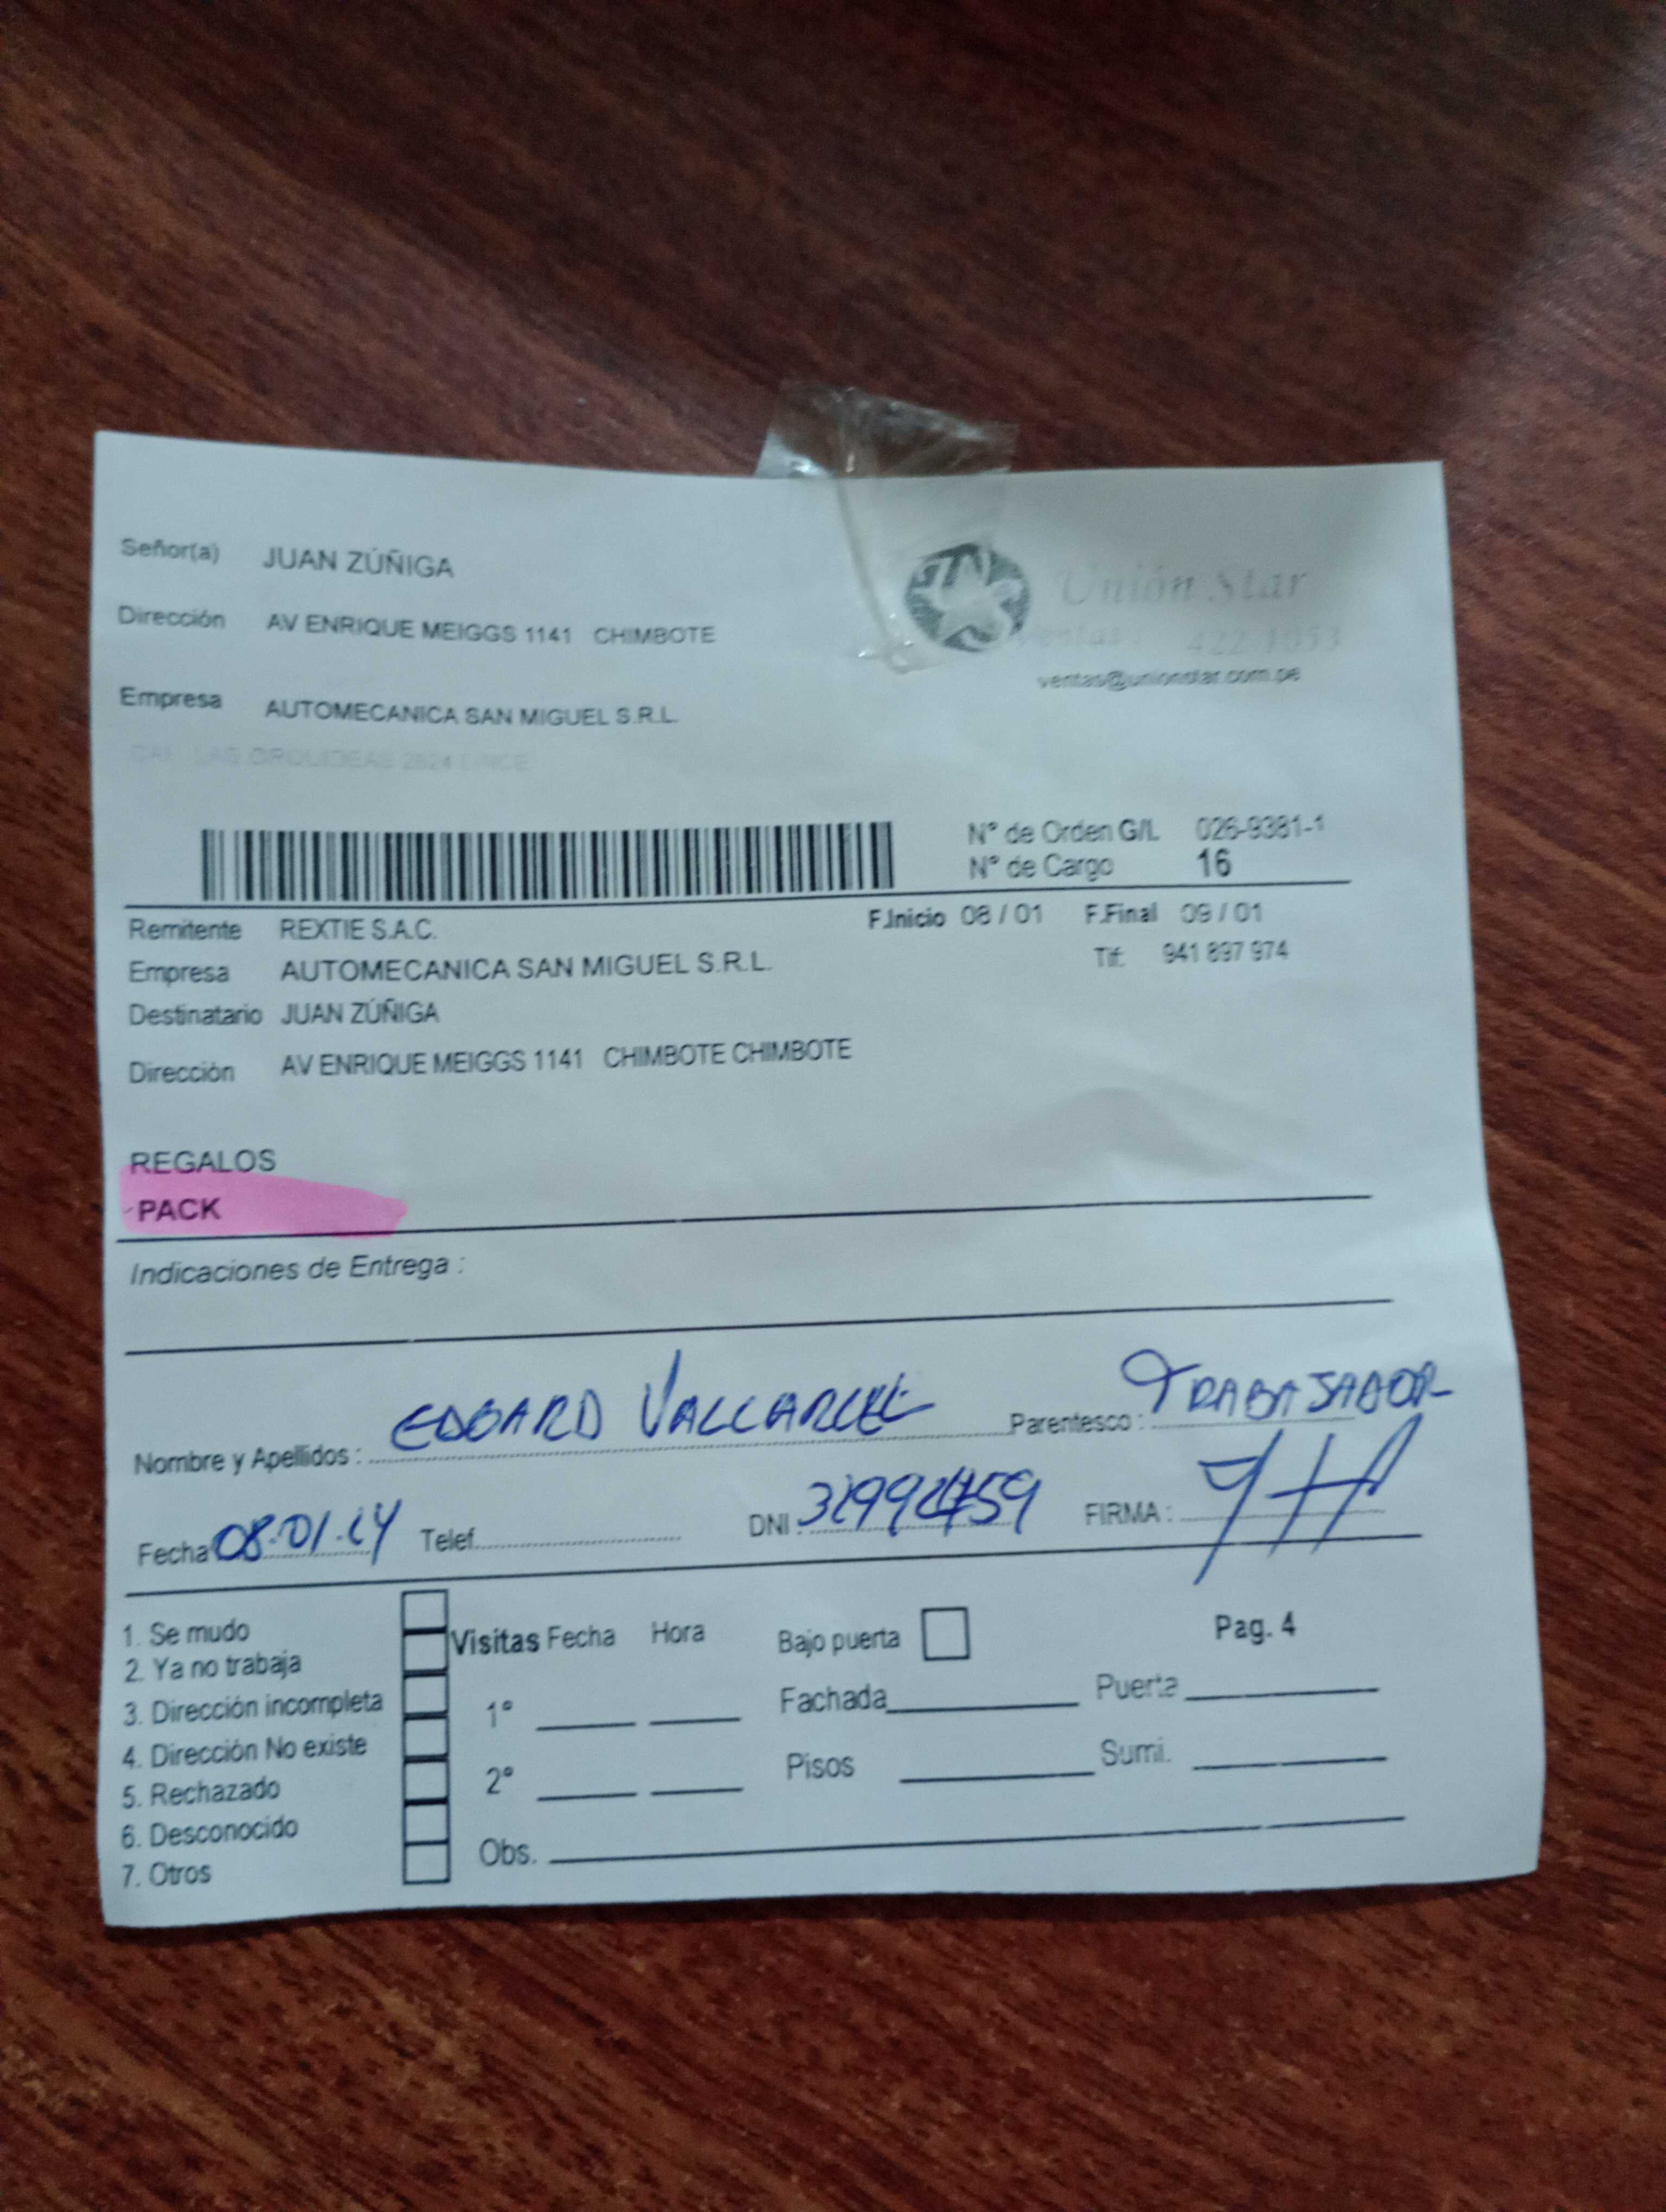 Señor(a) JUAN ZÚÑIGA
Unión Star
Dirección AV ENRIQUE MEIGGS 1141 CHIMBOTE
Ventas : 422-1053
ventas@unionstar.com.pe
Empresa AUTOMECANICA SAN MIGUEL S.R.L.
LAS ORQUIDEAS
N° de Orden G/L 026-9381-1
N° de Cargo 16
Remitente REXTIE S.A.C. F.Inicio 08 / 01 F.Final 09 / 01
Empresa AUTOMECANICA SAN MIGUEL S.R.L. Tlf: 941 897 974
Destinatario JUAN ZÚÑIGA
Dirección AV ENRIQUE MEIGGS 1141 CHIMBOTE CHIMBOTE
REGALOS
-PACK
Indicaciones de Entrega :
Nombre y Apellidos : EDGARD Parentesco : TRABAJADOR
Fecha 08.01.24 Telef. DNI : FIRMA :
1. Se mudo
2. Ya no trabaja
3. Dirección incompleta
4. Dirección No existe
5. Rechazado
6. Desconocido
7. Otros
Visitas Fecha Hora
1°
2°
Obs.
Bajo puerta Pag. 4
Fachada Puerta
Pisos Sumi.